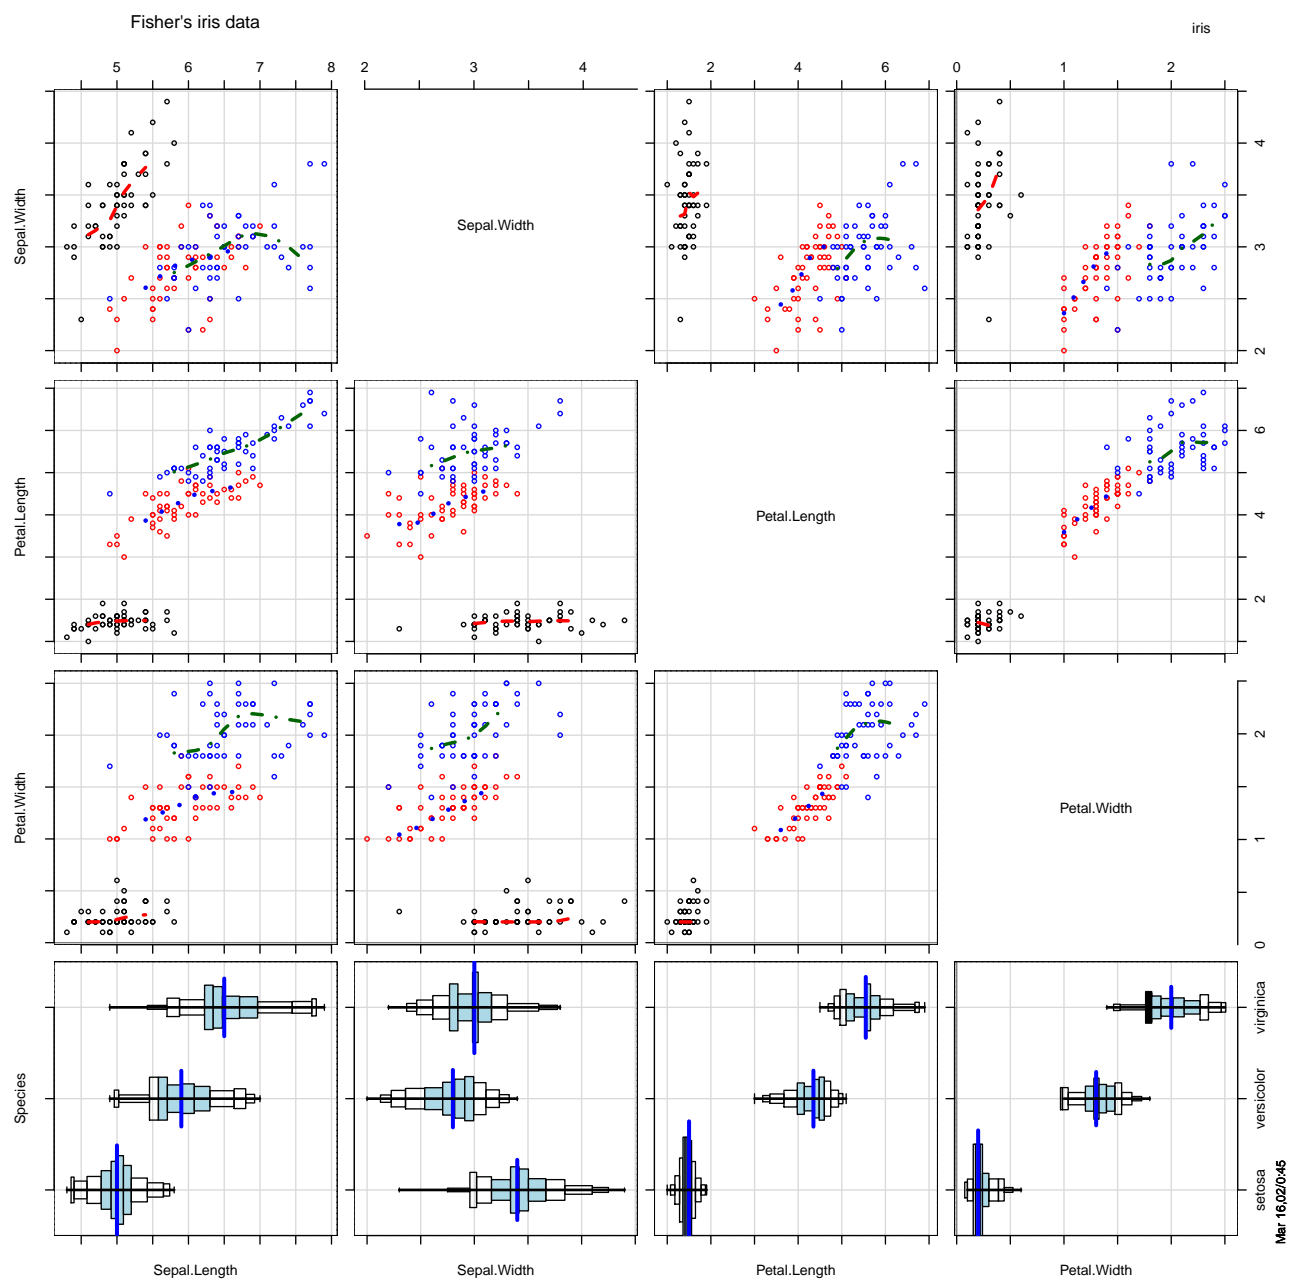 Fisher's iris data
iris
5 6 7 8
2 3 4
2 4 6
0 1 2
Sepal.Width
Sepal.Width
2 3 4
Petal.Length
Petal.Length
2 4 6
Petal.Width
Petal.Width
0 1 2
Species
virginica
versicolor
setosa
Sepal.Length
Sepal.Width
Petal.Length
Petal.Width
Mar 16,02/0:45